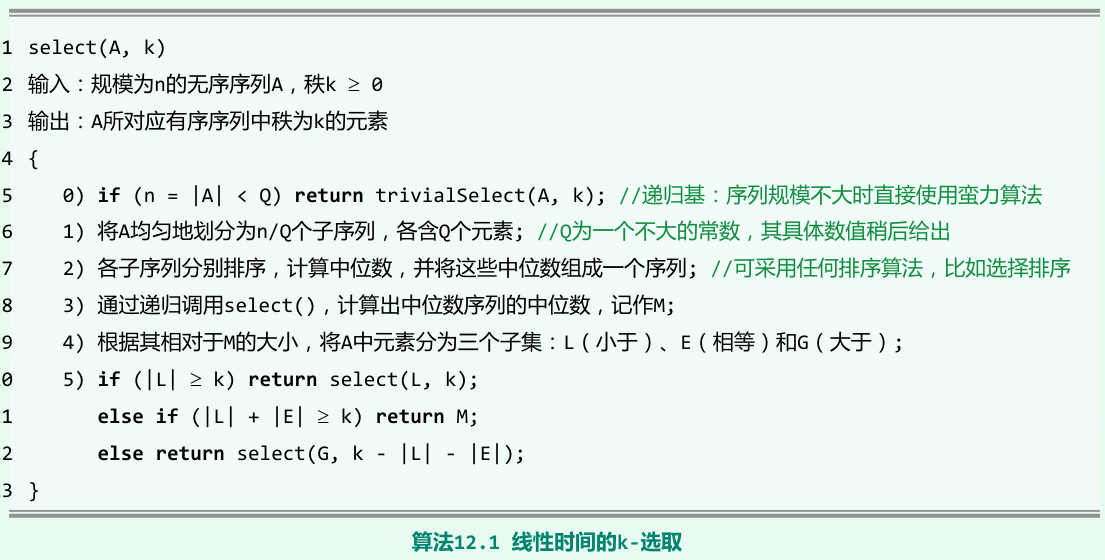 1 select(A, k)
2 输入：规模为n的无序序列A，秩k ≥ 0
3 输出：A所对应有序序列中秩为k的元素
4 {
5 0) if (n = |A| < Q) return trivialSelect(A, k); //递归基：序列规模不大时直接使用蛮力算法
6 1) 将A均匀地划分为n/Q个子序列，各含Q个元素; //Q为一个不大的常数，其具体数值稍后给出
7 2) 各子序列分别排序，计算中位数，并将这些中位数组成一个序列; //可采用任何排序算法，比如选择排序
8 3) 通过递归调用select()，计算出中位数序列的中位数，记作M;
9 4) 根据其相对于M的大小，将A中元素分为三个子集：L（小于）、E（相等）和G（大于）;
0 5) if (|L| ≥ k) return select(L, k);
1 else if (|L| + |E| ≥ k) return M;
2 else return select(G, k - |L| - |E|);
3 }
算法12.1 线性时间的k-选取